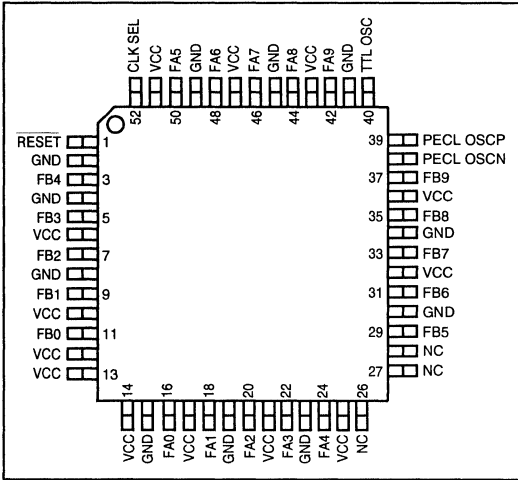 CLK SEL
VCC
FA5
GND
FA6
VCC
FA7
GND
FA8
VCC
FA9
GND
TTL OSC
52
50
48
46
44
42
40
RESET
GND
FB4
GND
FB3
VCC
FB2
GND
FB1
VCC
FB0
VCC
VCC
1
3
5
7
9
11
13
39
37
35
33
31
29
27
PECL OSCP
PECL OSCN
FB9
VCC
FB8
GND
FB7
VCC
FB6
GND
FB5
NC
NC
14
16
18
20
22
24
26
VCC
GND
FA0
VCC
FA1
GND
FA2
VCC
FA3
GND
FA4
VCC
NC